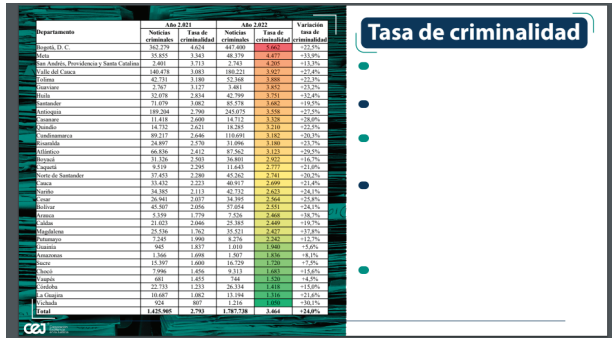 Tasa de criminalidad
Departamento Año 2.021 Año 2.022 Variación tasa de criminalidad
Noticias criminales Tasa de criminalidad Noticias criminales Tasa de criminalidad
Bogotá, D. C. 362.279 4.624 447.400 5.662 +22,5%
Meta 35.855 3.343 48.379 4.477 +33,9%
San Andrés, Providencia y Santa Catalina 2.401 3.713 2.743 4.205 +13,3%
Valle del Cauca 140.478 3.083 180.221 3.927 +27,4%
Tolima 42.731 3.180 52.368 3.888 +22,3%
Guaviare 2.767 3.127 3.481 3.852 +23,2%
Huila 32.078 2.834 42.799 3.751 +32,4%
Santander 71.079 3.082 85.578 3.682 +19,5%
Antioquia 189.204 2.790 245.075 3.558 +27,5%
Casanare 11.418 2.600 14.712 3.328 +28,0%
Quindío 14.732 2.621 18.285 3.210 +22,5%
Cundinamarca 89.217 2.646 110.691 3.182 +20,3%
Risaralda 24.897 2.570 31.096 3.180 +23,7%
Atlántico 66.836 2.412 87.562 3.123 +29,5%
Boyacá 31.326 2.503 36.801 2.922 +16,7%
Caquetá 9.519 2.295 11.643 2.777 +21,0%
Norte de Santander 37.453 2.280 45.262 2.741 +20,2%
Cauca 33.432 2.223 40.917 2.699 +21,4%
Nariño 34.385 2.113 42.732 2.623 +24,1%
Cesar 26.941 2.037 34.395 2.564 +25,8%
Bolívar 45.507 2.056 57.054 2.551 +24,1%
Arauca 5.359 1.779 7.526 2.468 +38,7%
Caldas 21.023 2.046 25.385 2.449 +19,7%
Magdalena 25.536 1.762 35.521 2.427 +37,8%
Putumayo 7.245 1.990 8.276 2.242 +12,7%
Guainía 945 1.837 1.010 1.940 +5,6%
Amazonas 1.366 1.698 1.507 1.836 +8,1%
Sucre 15.397 1.600 16.729 1.720 +7,5%
Chocó 7.996 1.456 9.313 1.683 +15,6%
Vaupés 681 1.455 744 1.520 +4,5%
Córdoba 22.733 1.233 26.334 1.418 +15,0%
La Guajira 10.687 1.082 13.194 1.316 +21,6%
Vichada 924 807 1.216 1.050 +30,1%
Total 1.425.905 2.793 1.787.738 3.464 +24,0%
CEJ